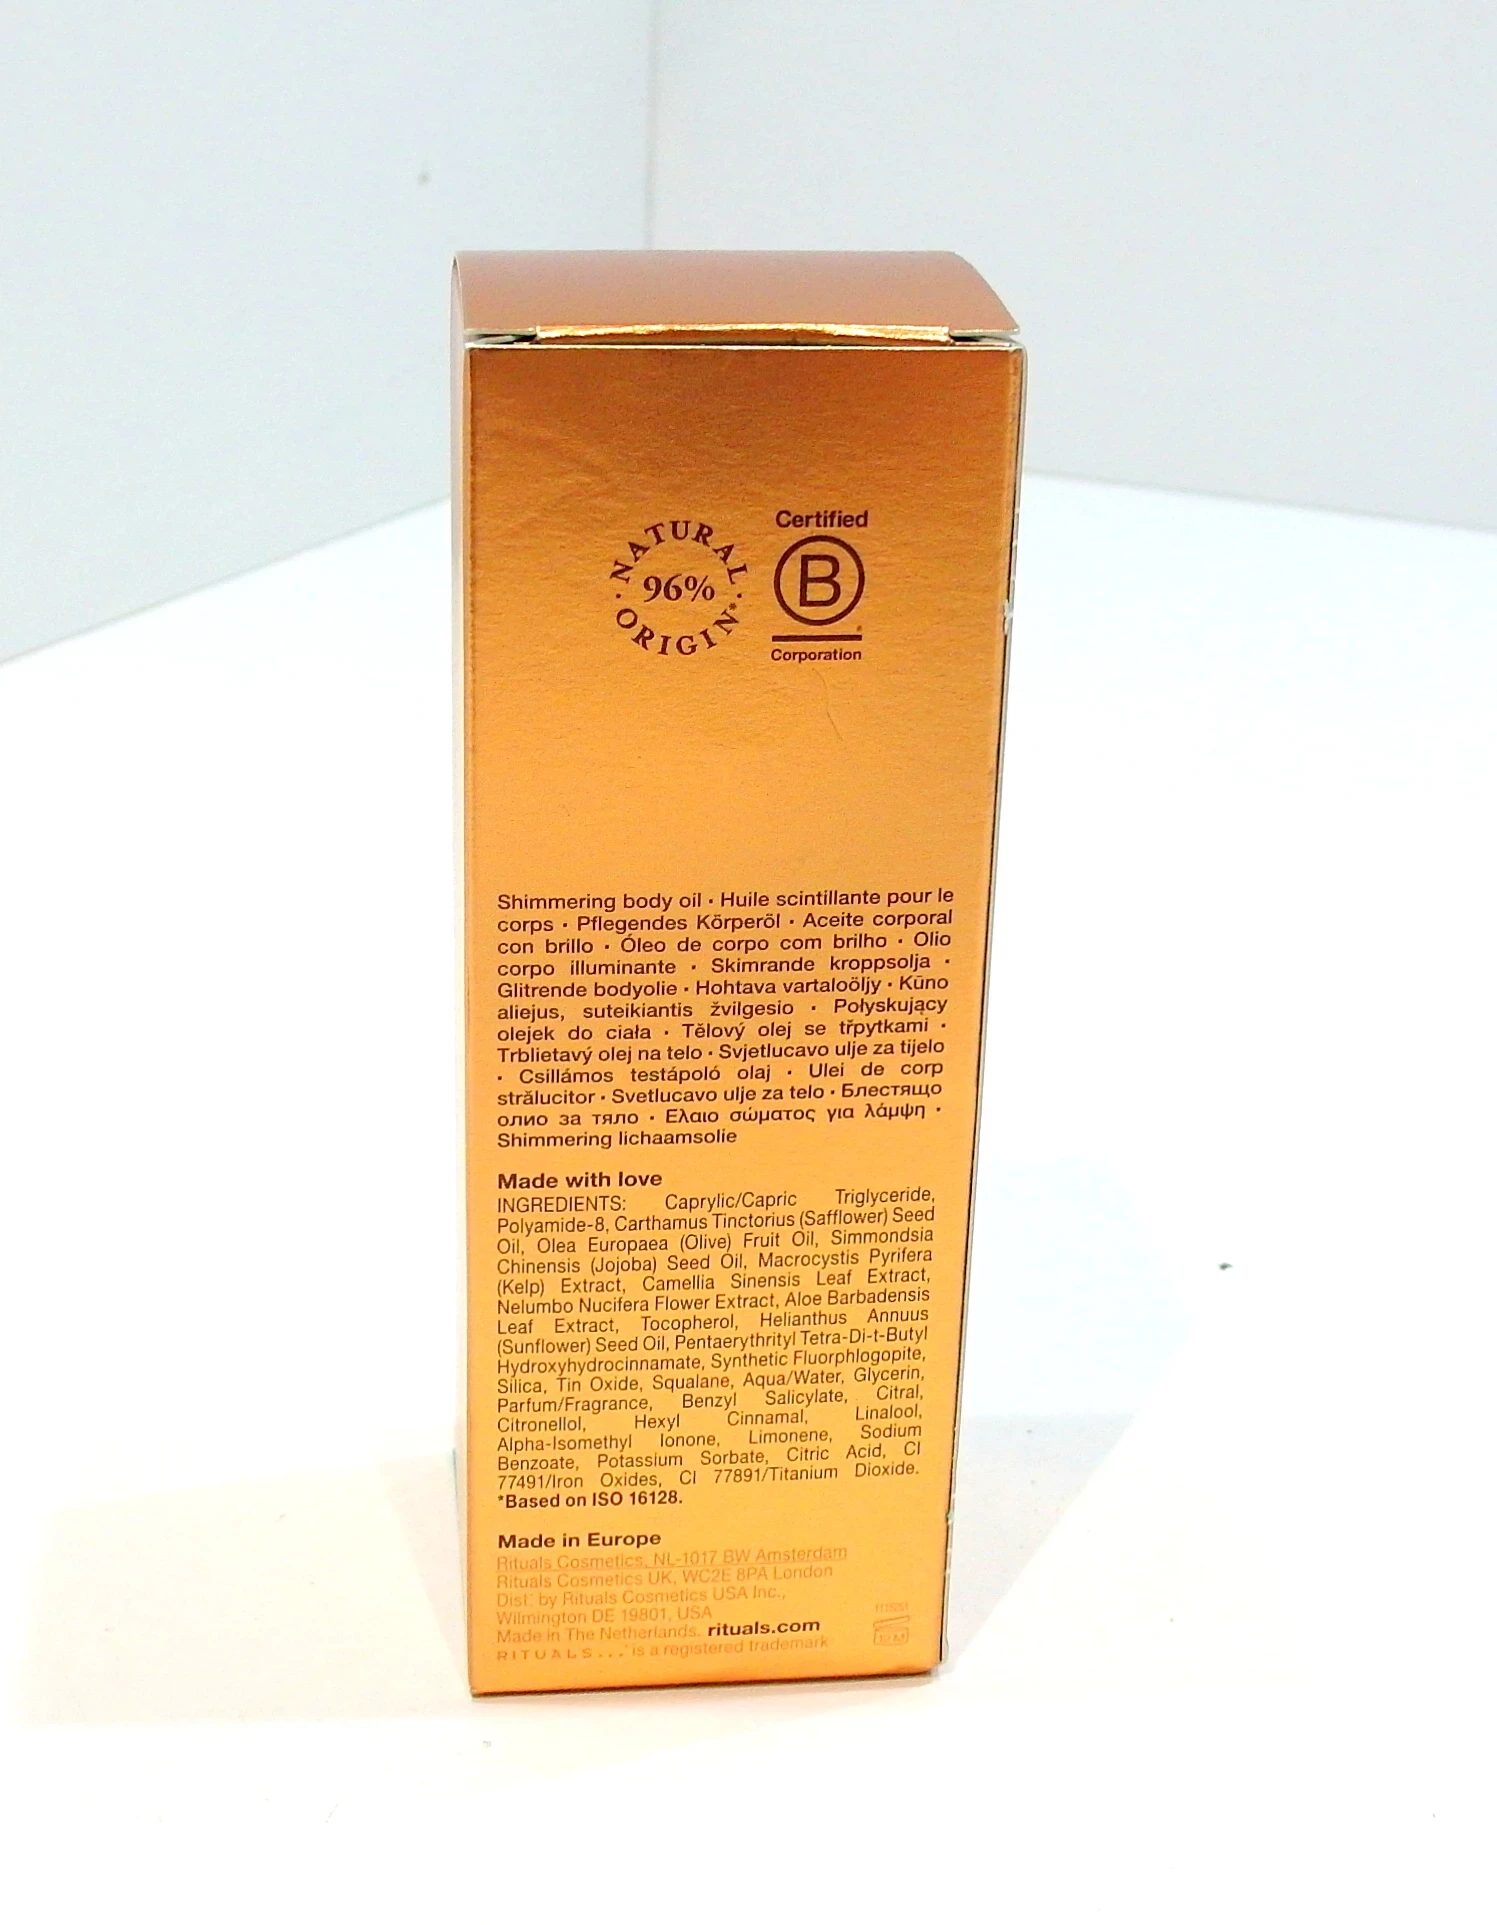 NATURAL
96%
ORIGIN*
Certified
B
Corporation
Shimmering body oil · Huile scintillante pour le
corps · Pflegendes Körperöl · Aceite corporal
con brillo · Óleo de corpo com brilho · Olio
corpo illuminante · Skimrande kroppsolja ·
Glitrende bodyolie · Hohtava vartaloöljy · Kūno
aliejus, suteikiantis žvilgesio · Połyskujący
olejek do ciała · Tělový olej se třpytkami ·
Trblietavý olej na telo · Svjetlucavo ulje za tijelo
· Csillámos testápoló olaj · Ulei de corp
strălucitor · Svetlucavo ulje za telo · Блестящо
олио за тяло · Ελαιο σώματος για λάμψη ·
Shimmering lichaamsolie
Made with love
INGREDIENTS: Caprylic/Capric Triglyceride,
Polyamide-8, Carthamus Tinctorius (Safflower) Seed
Oil, Olea Europaea (Olive) Fruit Oil, Simmondsia
Chinensis (Jojoba) Seed Oil, Macrocystis Pyrifera
(Kelp) Extract, Camellia Sinensis Leaf Extract,
Nelumbo Nucifera Flower Extract, Aloe Barbadensis
Leaf Extract, Tocopherol, Helianthus Annuus
(Sunflower) Seed Oil, Pentaerythrityl Tetra-Di-t-Butyl
Hydroxyhydrocinnamate, Synthetic Fluorphlogopite,
Silica, Tin Oxide, Squalane, Aqua/Water, Glycerin,
Parfum/Fragrance, Benzyl Salicylate, Citral,
Citronellol, Hexyl Cinnamal, Linalool,
Alpha-Isomethyl Ionone, Limonene, Sodium
Benzoate, Potassium Sorbate, Citric Acid, CI
77491/Iron Oxides, CI 77891/Titanium Dioxide.
*Based on ISO 16128.
Made in Europe
Rituals Cosmetics, NL-1017 BW Amsterdam
Rituals Cosmetics UK, WC2E 8PA London
Dist. by Rituals Cosmetics USA Inc.,
Wilmington DE 19801, USA
Made in The Netherlands. rituals.com
RITUALS... is a registered trademark
12 M